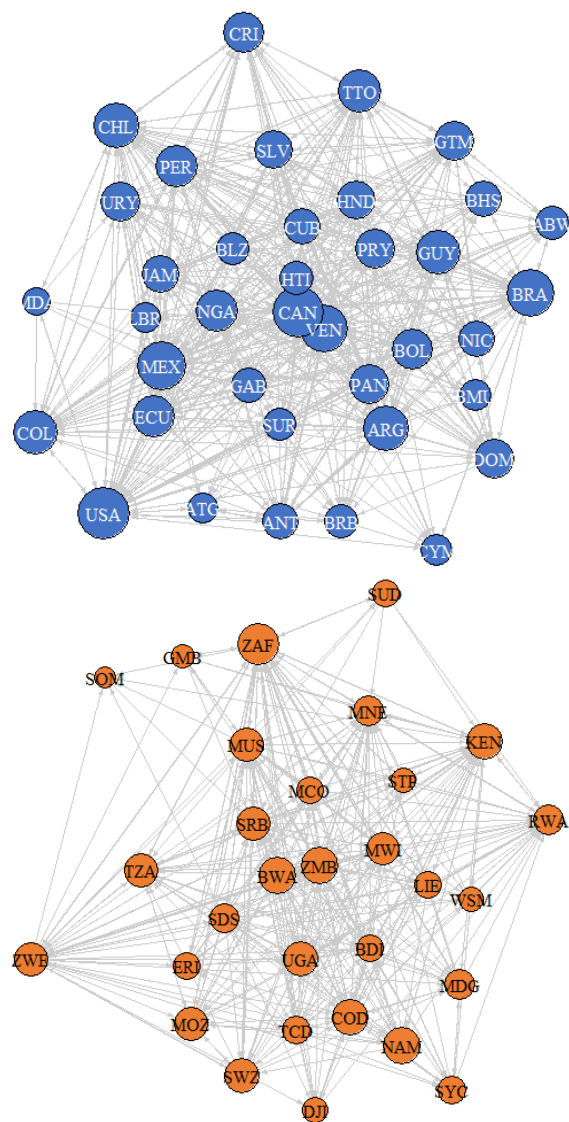 CRI
TTO
CHL
GTM
SLV
PER
URY
HND
BHS
ABW
CUB
BLZ
PRY
GUY
JAM
HTI
BRA
MDA
LBR
NGA
CAN
VEN
NIC
BOL
MEX
GAB
PAN
BMU
ECU
SUR
ARG
COL
DOM
USA
ATG
ANT
BRB
CYM
SUD
ZAF
GMB
SOM
MNE
KEN
MUS
STP
MCO
RWA
SRB
MWI
ZMB
TZA
BWA
LIE
WSM
SDS
BDI
ZWE
ERI
UGA
MDG
MOZ
TCD
COD
NAM
SWZ
SYC
DJI